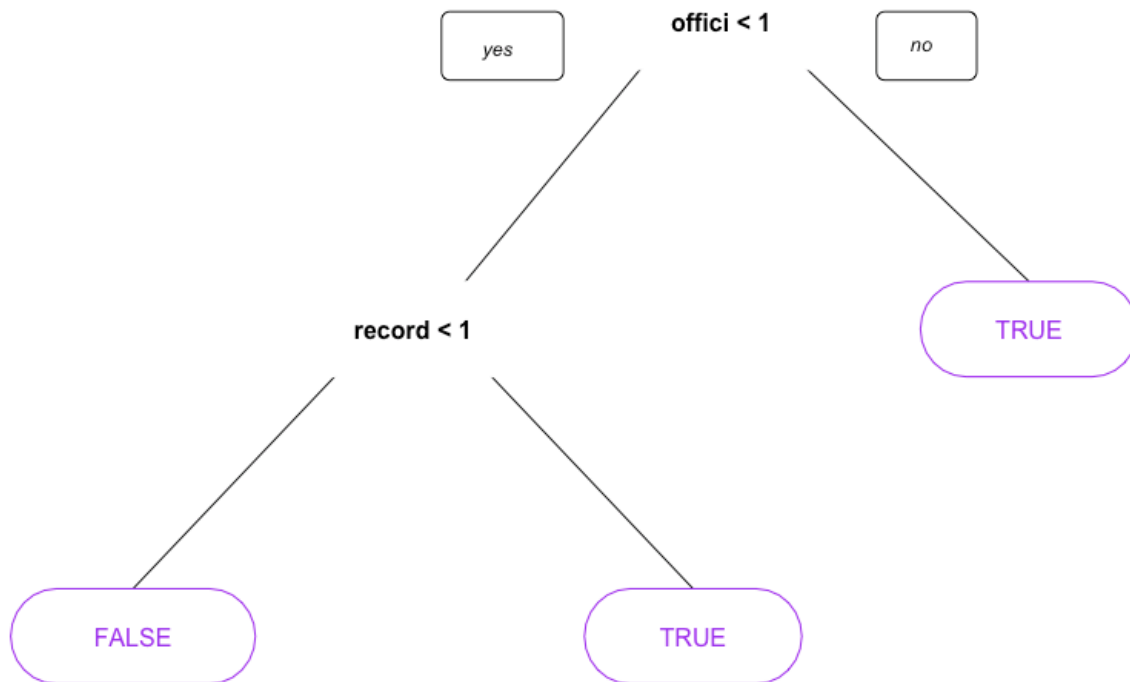 offici < 1
yes
no
record < 1
TRUE
FALSE
TRUE